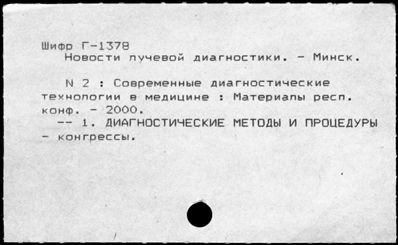 Шифр Г-1378
Новости лучевой диагностики. - Минск.
N 2 : Современные диагностические
технологии в медицине : Материалы респ.
конф. - 2000.
-- 1. ДИАГНОСТИЧЕСКИЕ МЕТОДЫ И ПРОЦЕДУРЫ
- конгрессы.